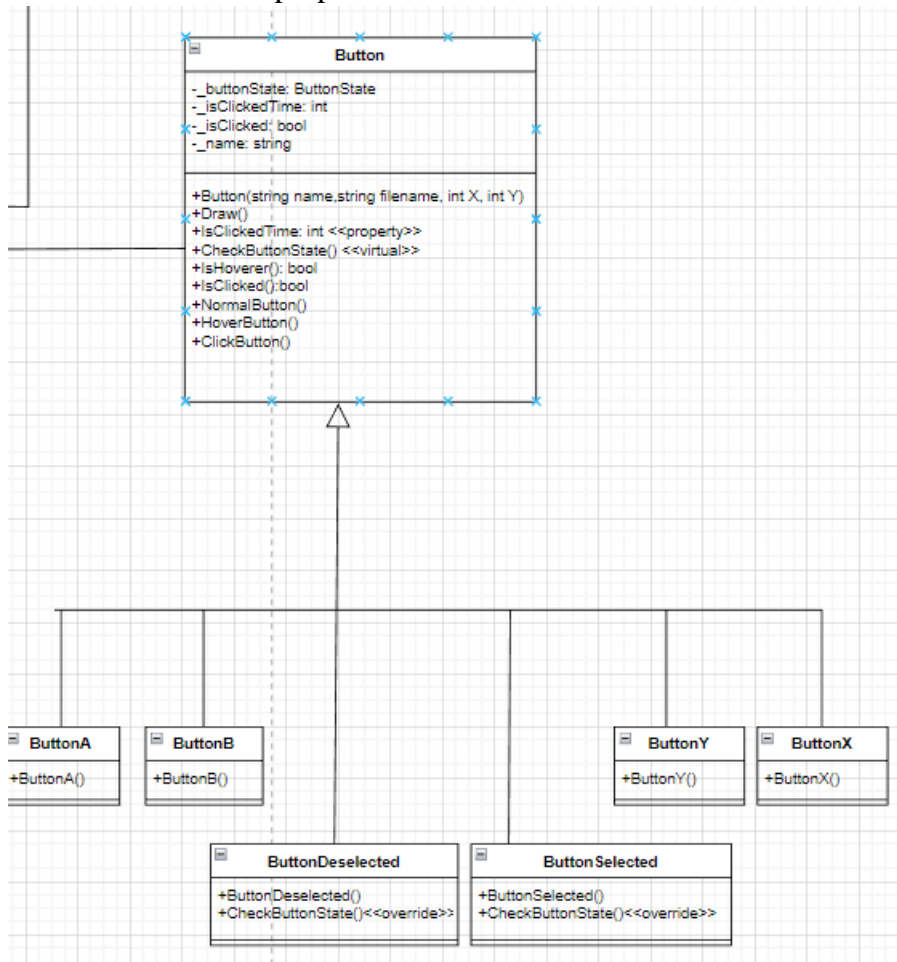 Button
-_buttonState: ButtonState
-_isClickedTime: int
-_isClicked: bool
-_name: string
+Button(string name,string filename, int X, int Y)
+Draw()
+IsClickedTime: int <<property>>
+CheckButtonState() <<virtual>>
+IsHoverer(): bool
+IsClicked():bool
+NormalButton()
+HoverButton()
+ClickButton()
ButtonA
+ButtonA()
ButtonB
+ButtonB()
ButtonY
+ButtonY()
ButtonX
+ButtonX()
ButtonDeselected
+ButtonDeselected()
+CheckButtonState()<<override>>
ButtonSelected
+ButtonSelected()
+CheckButtonState()<<override>>